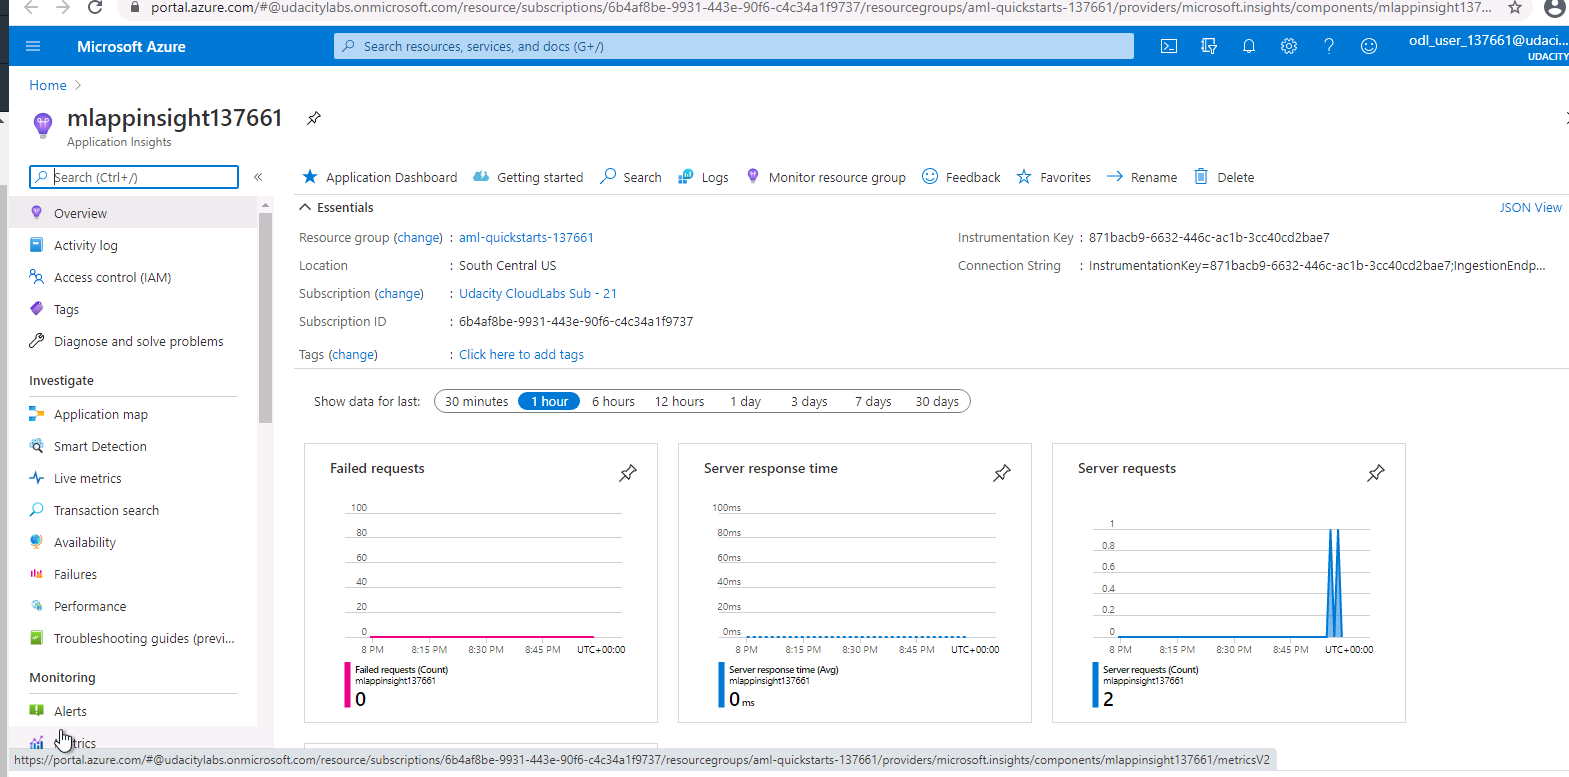 portal.azure.com/#@udacitylabs.onmicrosoft.com/resource/subscriptions/6b4af8be-9931-443e-90f6-c4c34a1f9737/resourcegroups/aml-quickstarts-137661/providers/microsoft.insights/components/mlappinsight137...
Microsoft Azure
Search resources, services, and docs (G+/)
odl_user_137661@udaci...
UDACITY
Home
mlappinsight137661
Application Insights
Search (Ctrl+/)
«
Overview
Activity log
Access control (IAM)
Tags
Diagnose and solve problems
Investigate
Application map
Smart Detection
Live metrics
Transaction search
Availability
Failures
Performance
Troubleshooting guides (previ...
Monitoring
Alerts
Application Dashboard Getting started Search Logs Monitor resource group Feedback Favorites Rename Delete
Essentials
JSON View
Resource group (change) : aml-quickstarts-137661
Location : South Central US
Subscription (change) : Udacity CloudLabs Sub - 21
Subscription ID : 6b4af8be-9931-443e-90f6-c4c34a1f9737
Tags (change) : Click here to add tags
Instrumentation Key : 871bacb9-6632-446c-ac1b-3cc40cd2bae7
Connection String : InstrumentationKey=871bacb9-6632-446c-ac1b-3cc40cd2bae7;IngestionEndp...
Show data for last: 30 minutes 1 hour 6 hours 12 hours 1 day 3 days 7 days 30 days
Failed requests
100
80
60
40
20
0
8 PM 8:15 PM 8:30 PM 8:45 PM UTC+00:00
Failed requests (Count)
mlappinsight137661
0
Server response time
100ms
80ms
60ms
40ms
20ms
0ms
8 PM 8:15 PM 8:30 PM 8:45 PM UTC+00:00
Server response time (Avg)
mlappinsight137661
0 ms
Server requests
1
0.8
0.6
0.4
0.2
0
8 PM 8:15 PM 8:30 PM 8:45 PM UTC+00:00
Server requests (Count)
mlappinsight137661
2
https://portal.azure.com/#@udacitylabs.onmicrosoft.com/resource/subscriptions/6b4af8be-9931-443e-90f6-c4c34a1f9737/resourcegroups/aml-quickstarts-137661/providers/microsoft.insights/components/mlappinsight137661/metricsV2